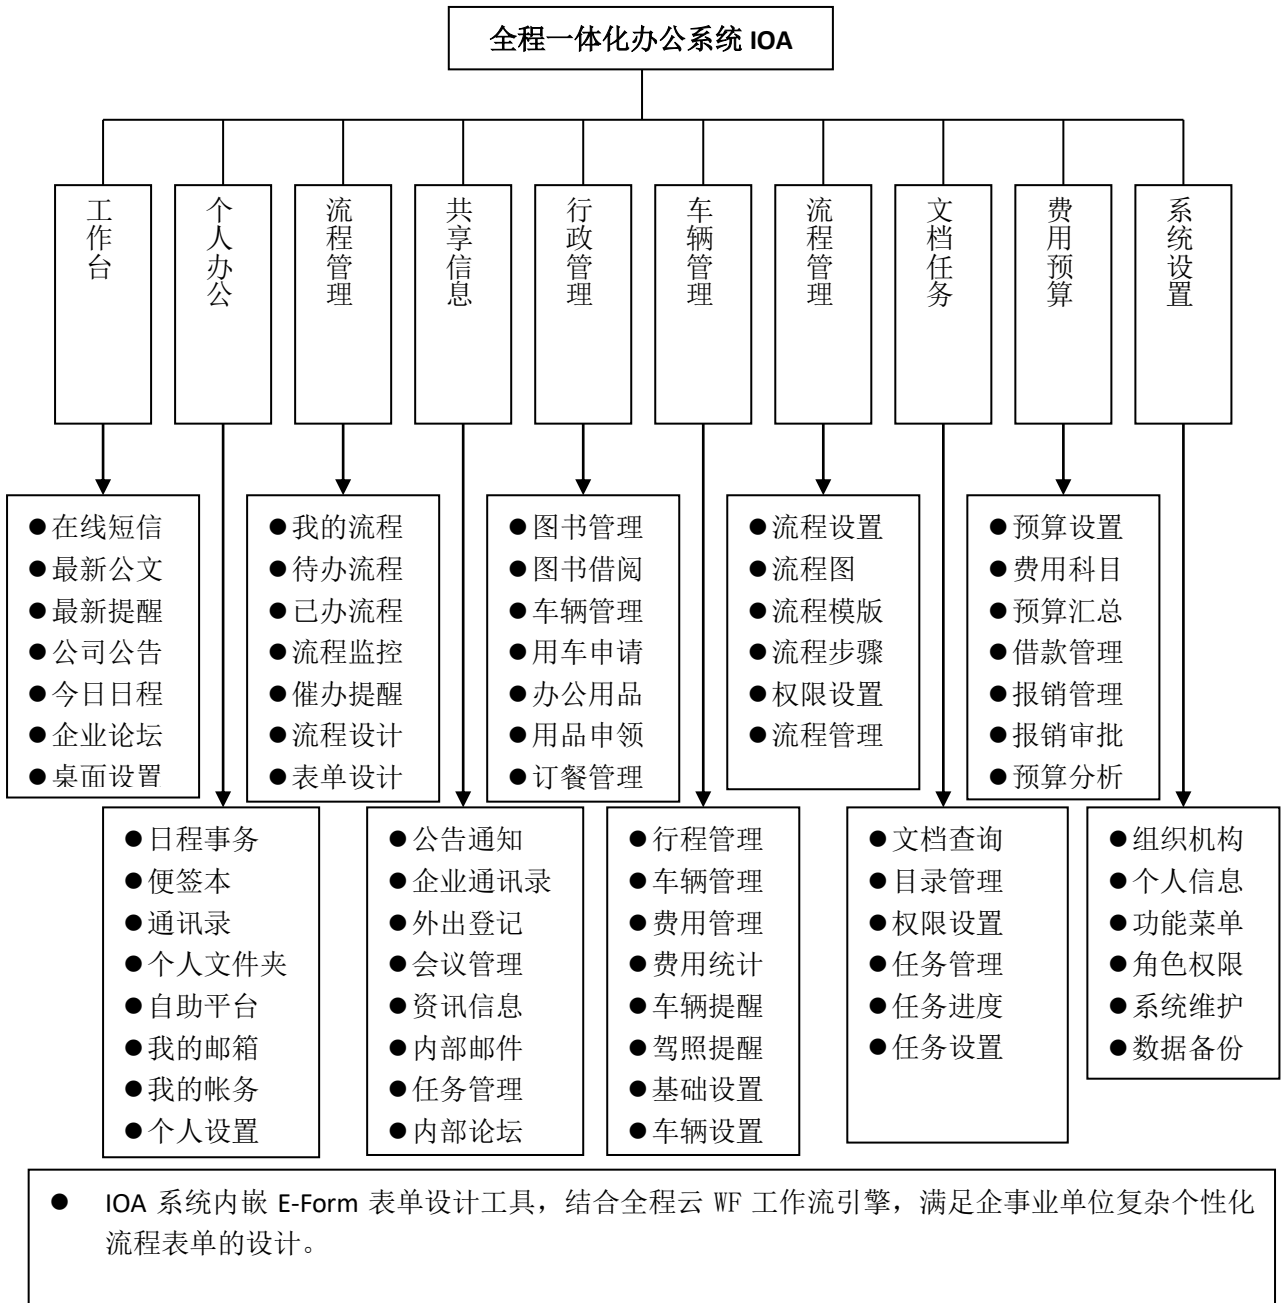 全程一体化办公系统 IOA
工作台
个人办公
流程管理
共享信息
行政管理
车辆管理
流程管理
文档任务
费用预算
系统设置
●在线短信
●最新公文
●最新提醒
●公司公告
●今日日程
●企业论坛
●桌面设置
●我的流程
●待办流程
●已办流程
●流程监控
●催办提醒
●流程设计
●表单设计
●图书管理
●图书借阅
●车辆管理
●用车申请
●办公用品
●用品申领
●订餐管理
●流程设置
●流程图
●流程模版
●流程步骤
●权限设置
●流程管理
●预算设置
●费用科目
●预算汇总
●借款管理
●报销管理
●报销审批
●预算分析
●日程事务
●便签本
●通讯录
●个人文件夹
●自助平台
●我的邮箱
●我的帐务
●个人设置
●公告通知
●企业通讯录
●外出登记
●会议管理
●资讯信息
●内部邮件
●任务管理
●内部论坛
●行程管理
●车辆管理
●费用管理
●费用统计
●车辆提醒
●驾照提醒
●基础设置
●车辆设置
●文档查询
●目录管理
●权限设置
●任务管理
●任务进度
●任务设置
●组织机构
●个人信息
●功能菜单
●角色权限
●系统维护
●数据备份
● IOA 系统内嵌 E-Form 表单设计工具，结合全程云 WF 工作流引擎，满足企事业单位复杂个性化
流程表单的设计。